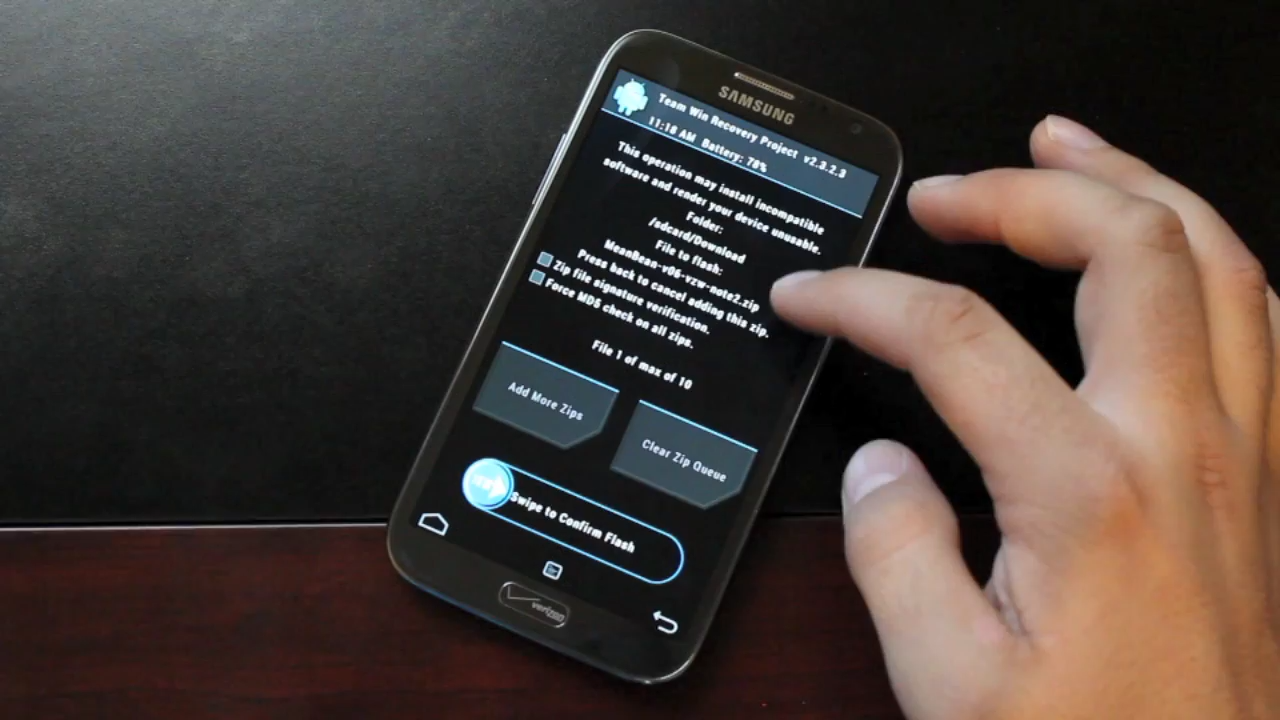 SAMSUNG
Team Win Recovery Project v2.3.2.3
11:18 AM Battery: 78%
This operation may install incompatible
software and render your device unusable.
Folder:
/sdcard/Download
File to flash:
MeanBean-v06-vzw-note2.zip
Press back to cancel adding this zip.
Zip file signature verification.
Force MD5 check on all zips.
File 1 of max of 10
Add More Zips
Clear Zip Queue
Swipe to Confirm Flash
verizon